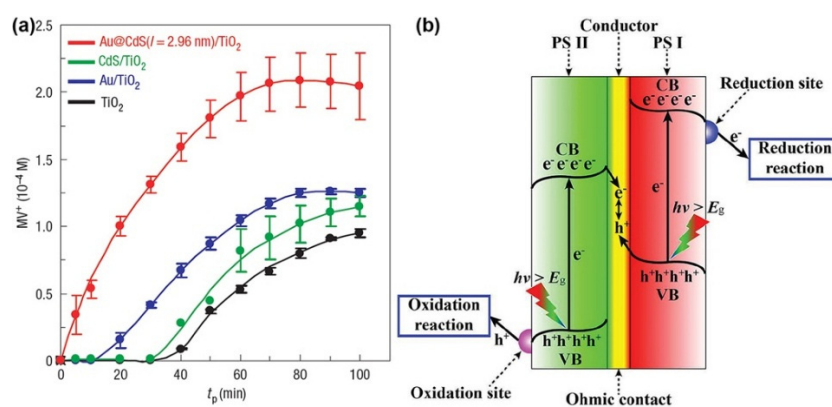 (a)
Au@CdS(l = 2.96 nm)/TiO2
CdS/TiO2
Au/TiO2
TiO2
MV+ (10⁻⁴ M)
2.5
2.0
1.5
1.0
0.5
0
0 20 40 60 80 100
tp (min)
(b)
Conductor
PS II
PS I
CB
e⁻e⁻e⁻e⁻
Reduction site
e⁻
Reduction
reaction
CB
e⁻e⁻e⁻e⁻
e⁻
h⁺
e⁻
hν > Eg
e⁻
hν > Eg
h⁺h⁺h⁺h⁺
VB
Oxidation
reaction
h⁺
h⁺h⁺h⁺h⁺
VB
Oxidation site
Ohmic contact